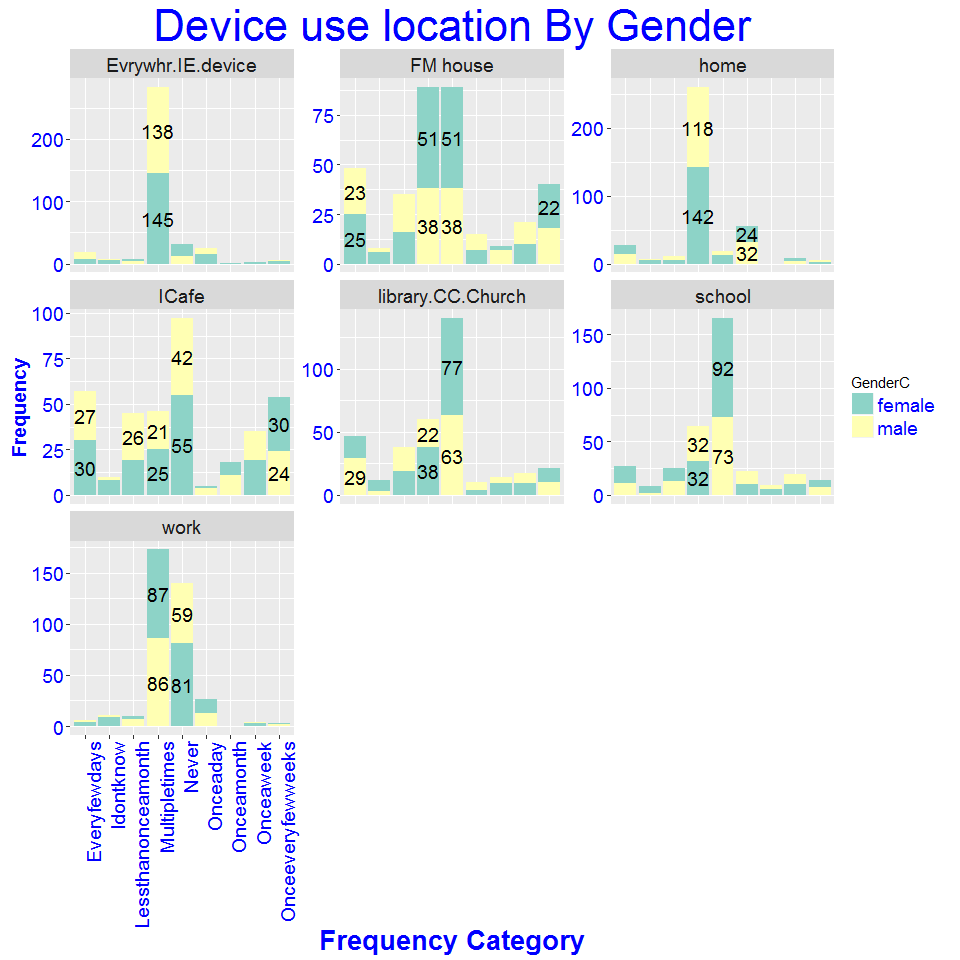 Device use location By Gender
Evrywhr.IE.device
FM house
home
200
100
0
138
145
75
50
25
0
23
25
51
51
38
38
22
200
100
0
118
142
24
32
ICafe
library.CC.Church
school
100
75
50
25
0
27
30
26
21
25
42
55
30
24
100
50
0
29
22
38
77
63
150
100
50
0
32
32
92
73
work
150
100
50
0
87
86
59
81
Everyfewdays
Idontknow
Lessthanonceamonth
Multipletimes
Never
Onceaday
Onceamonth
Onceaweek
Onceeveryfewweeks
Frequency
Frequency Category
GenderC
female
male